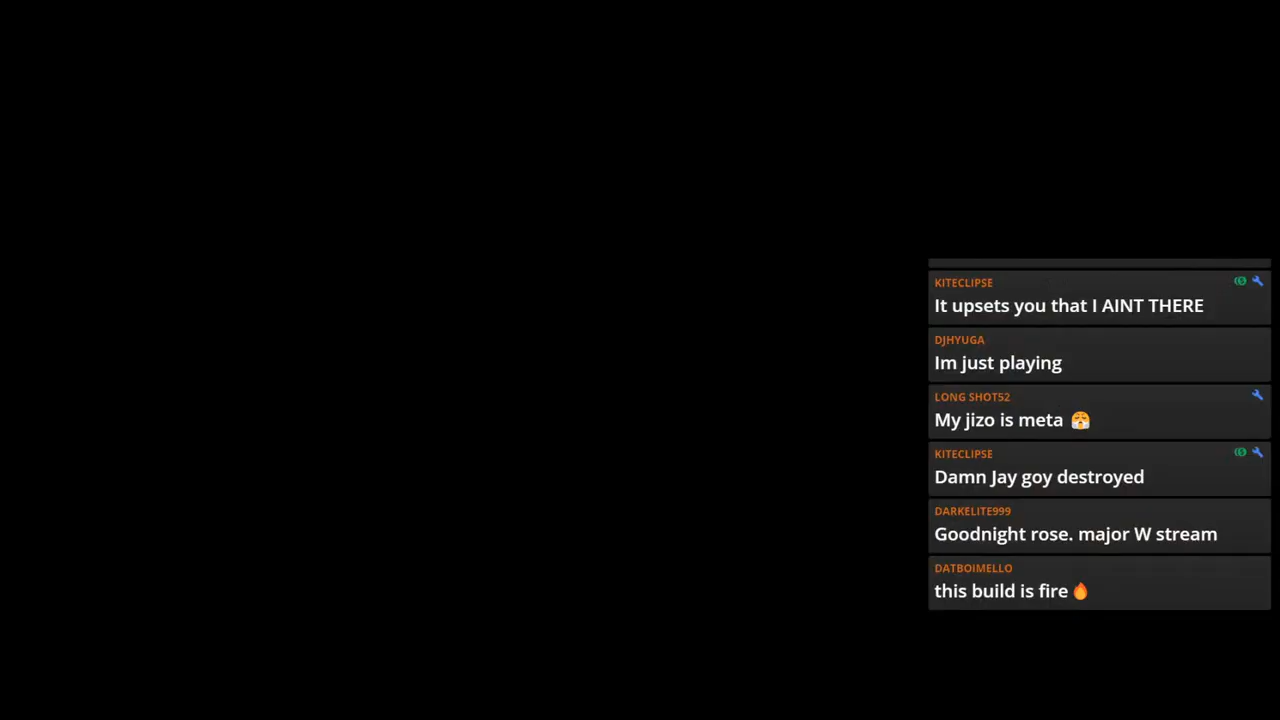 KITECLIPSE
It upsets you that I AINT THERE
DJHYUGA
Im just playing
LONG SHOT52
My jizo is meta 😤
KITECLIPSE
Damn Jay goy destroyed
DARKELITE999
Goodnight rose. major W stream
DATBOIMELLO
this build is fire🔥